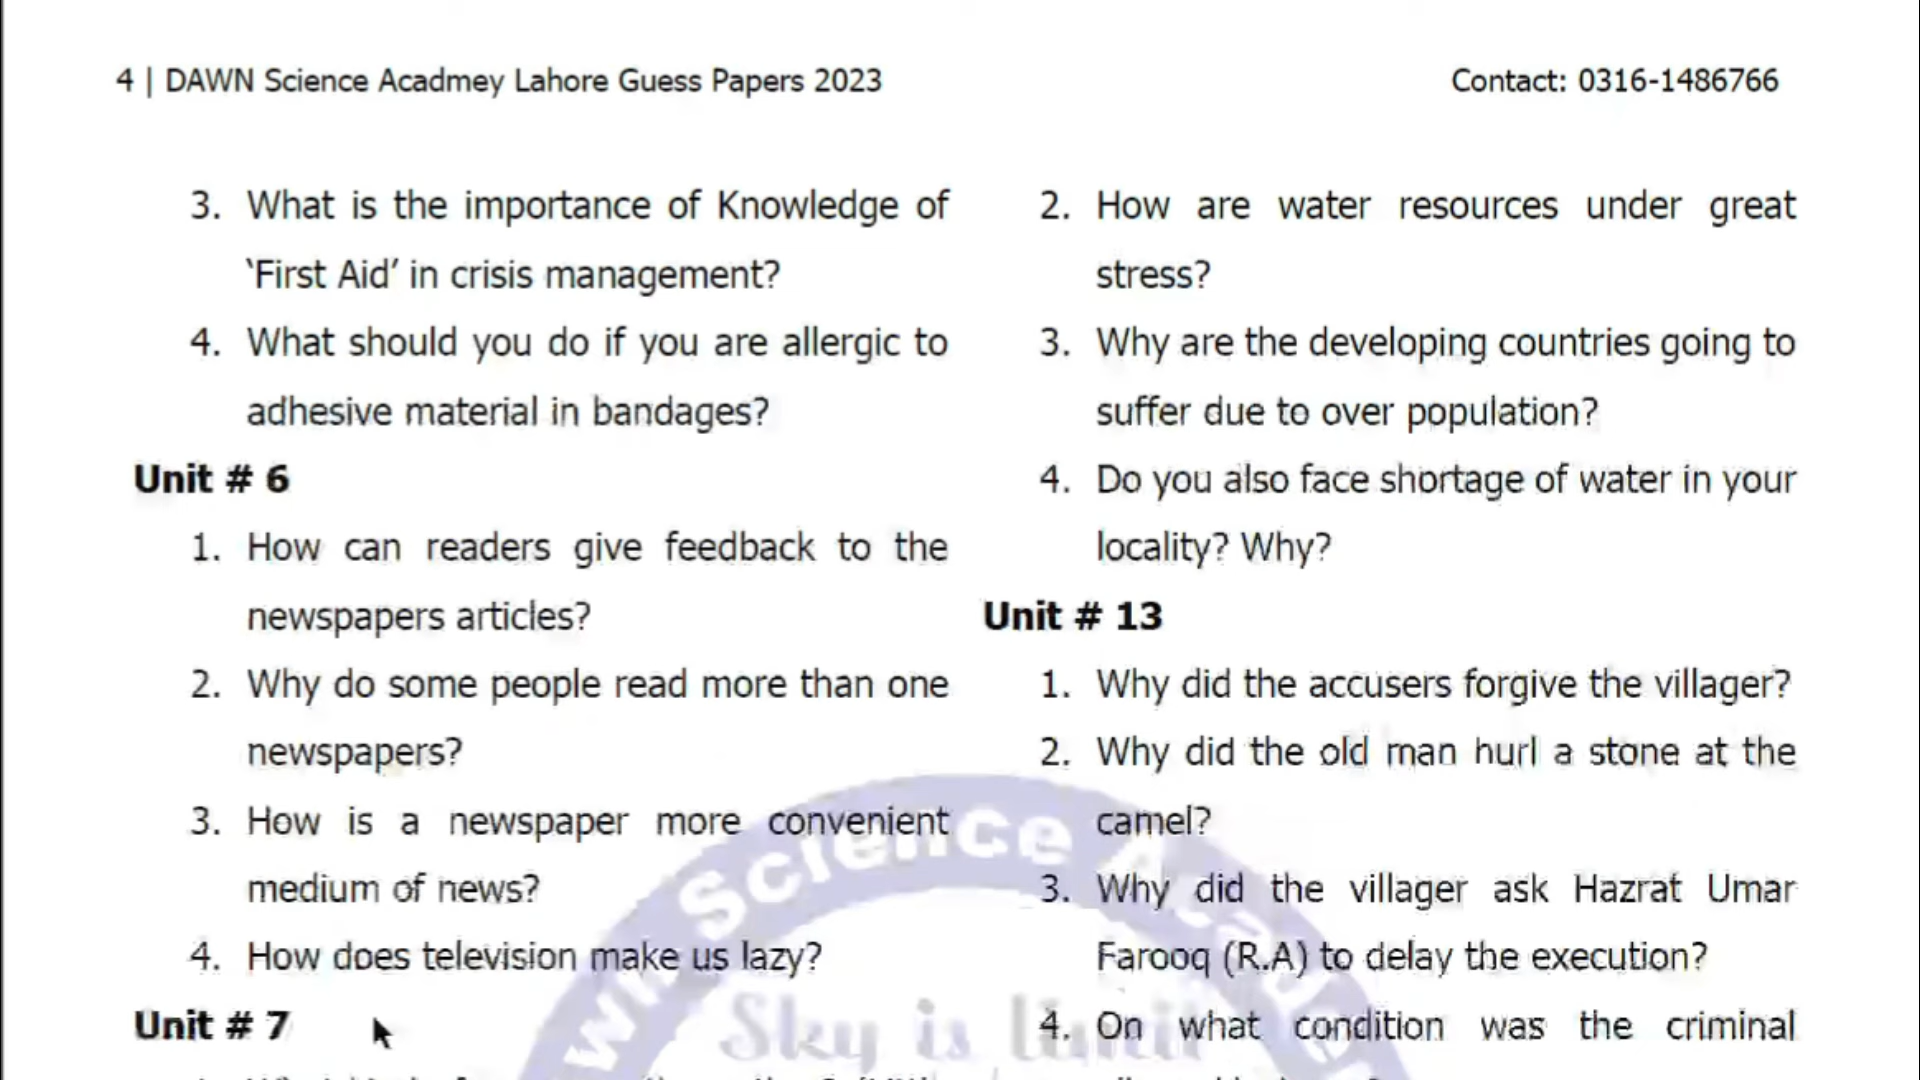 4 | DAWN Science Acadmey Lahore Guess Papers 2023
Contact: 0316-1486766
3. What is the importance of Knowledge of
‘First Aid’ in crisis management?
4. What should you do if you are allergic to
adhesive material in bandages?
Unit # 6
1. How can readers give feedback to the
newspapers articles?
2. Why do some people read more than one
newspapers?
3. How is a newspaper more convenient
medium of news?
4. How does television make us lazy?
Unit # 7
2. How are water resources under great
stress?
3. Why are the developing countries going to
suffer due to over population?
4. Do you also face shortage of water in your
locality? Why?
Unit # 13
1. Why did the accusers forgive the villager?
2. Why did the old man hurl a stone at the
camel?
3. Why did the villager ask Hazrat Umar
Farooq (R.A) to delay the execution?
4. On what condition was the criminal
Science
Sky is limit